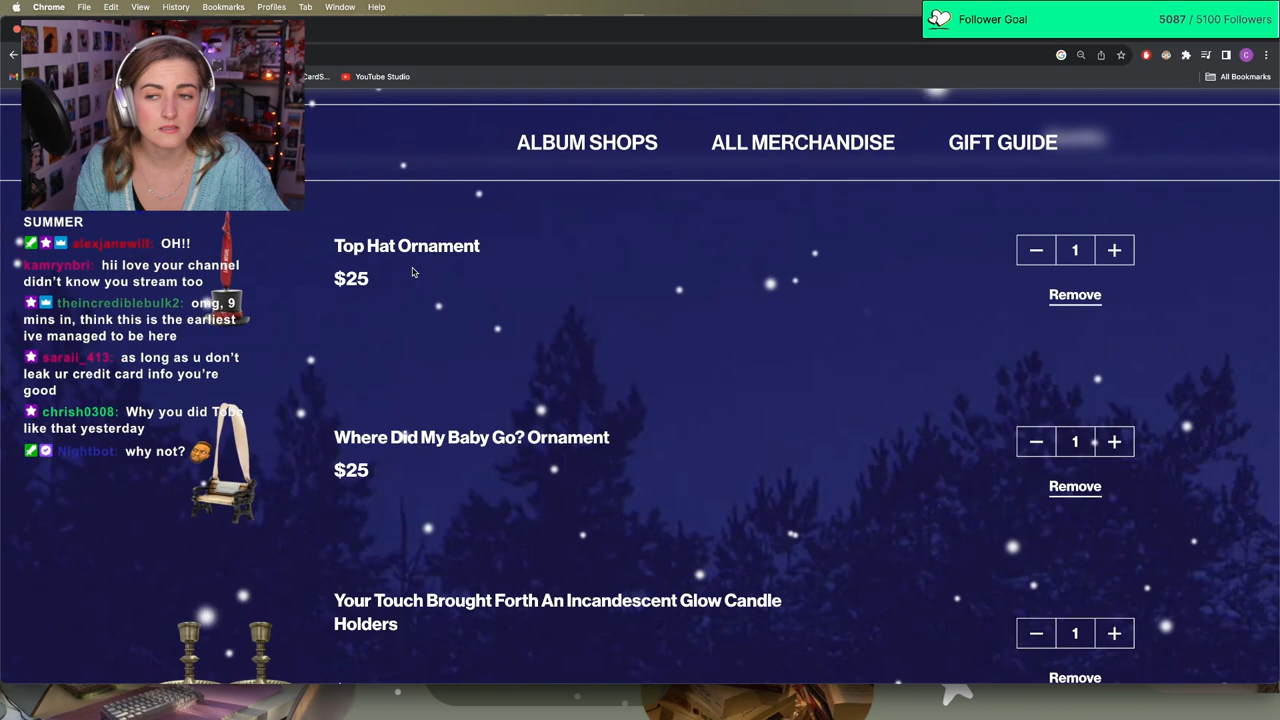 Chrome File Edit View History Bookmarks Profiles Tab Window Help
Follower Goal 5087 / 5100 Followers
CardS... YouTube Studio All Bookmarks
ALBUM SHOPS ALL MERCHANDISE GIFT GUIDE
SUMMER
alexjanewill: OH!!
kamrynbri: hii love your channel
didn't know you stream too
theincrediblebulk2: omg, 9
mins in, think this is the earliest
ive managed to be here
saraii_413: as long as u don't
leak ur credit card info you're
good
chrish0308: Why you did Tobe
like that yesterday
Nightbot: why not?
Top Hat Ornament
$25
1
Remove
Where Did My Baby Go? Ornament
$25
1
Remove
Your Touch Brought Forth An Incandescent Glow Candle
Holders
1
Remove